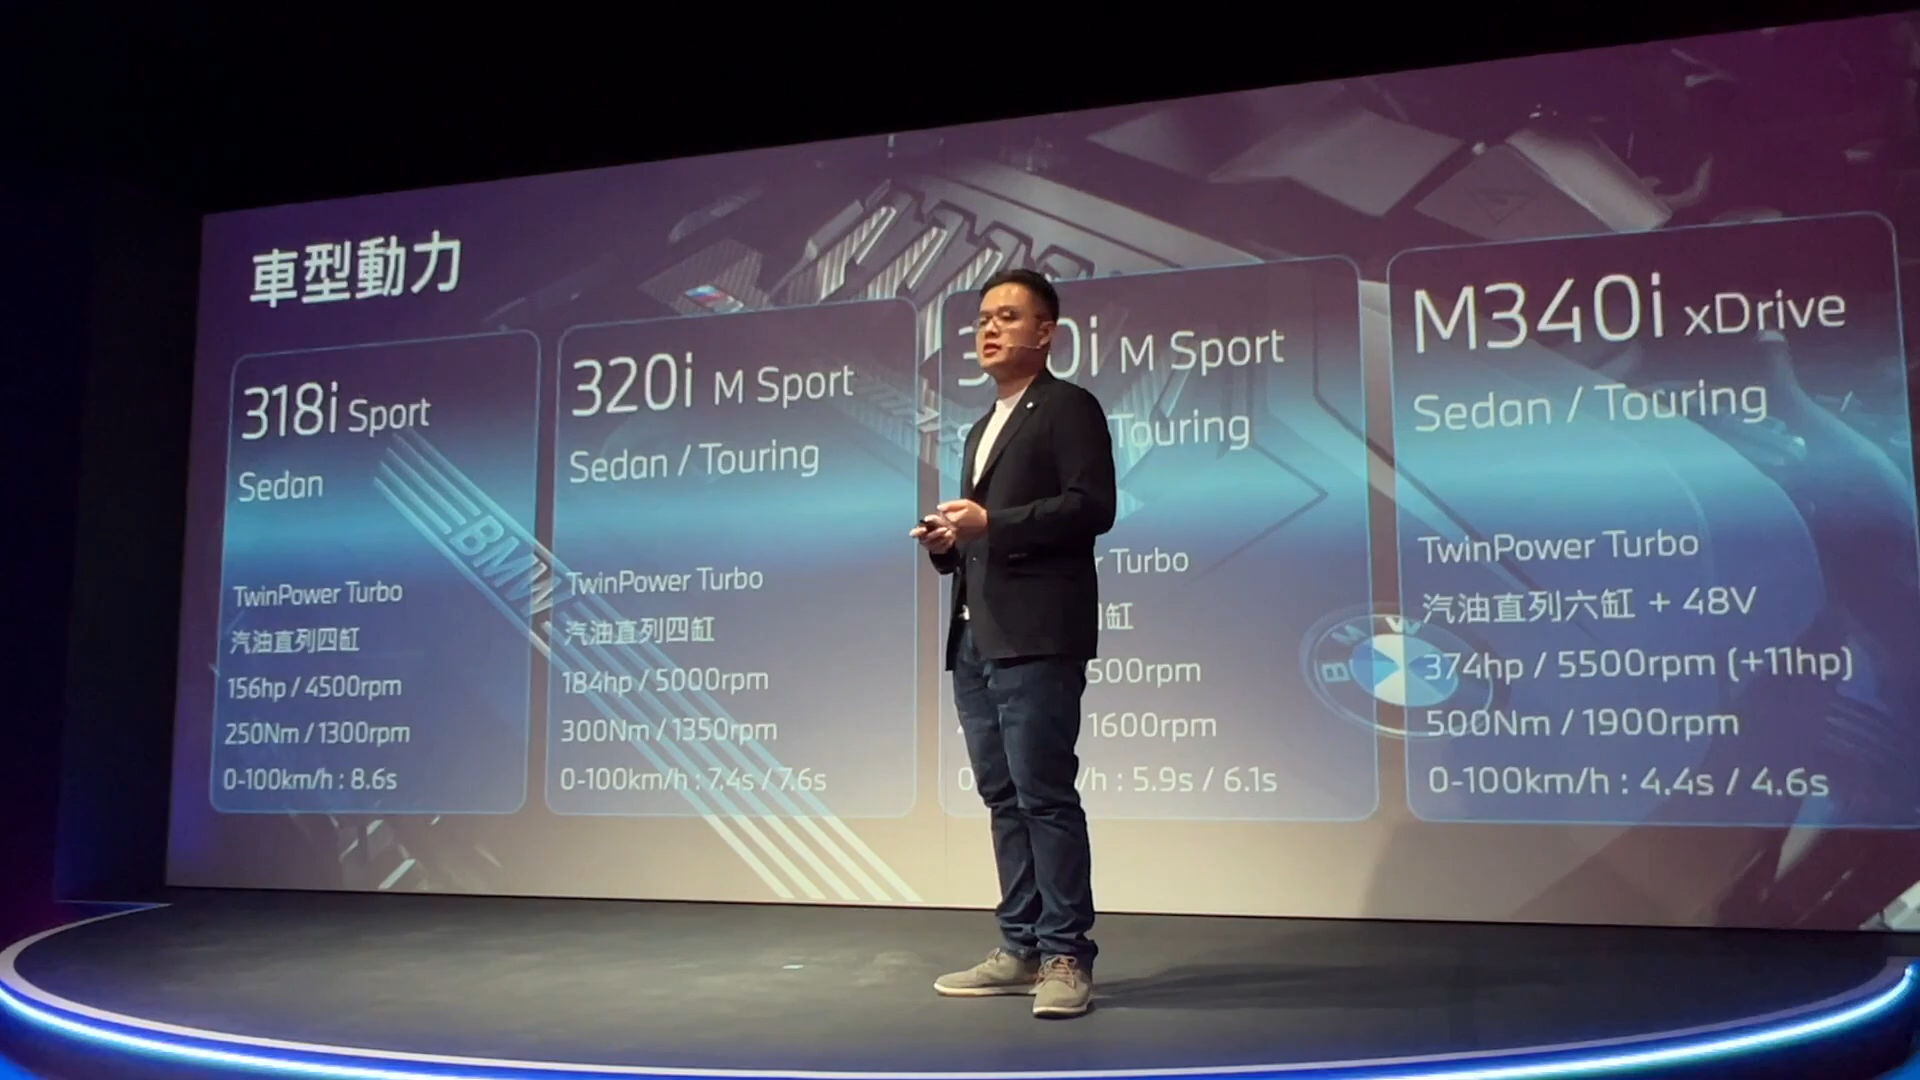 車型動力
318i Sport
Sedan
TwinPower Turbo
汽油直列四缸
156hp / 4500rpm
250Nm / 1300rpm
0-100km/h : 8.6s
320i M Sport
Sedan / Touring
TwinPower Turbo
汽油直列四缸
184hp / 5000rpm
300Nm / 1350rpm
0-100km/h : 7.4s / 7.6s
M Sport
Touring
Turbo
缸
1600rpm
: 5.9s / 6.1s
M340i xDrive
Sedan / Touring
TwinPower Turbo
汽油直列六缸 + 48V
374hp / 5500rpm (+11hp)
500Nm / 1900rpm
0-100km/h : 4.4s / 4.6s
BMW
BMW